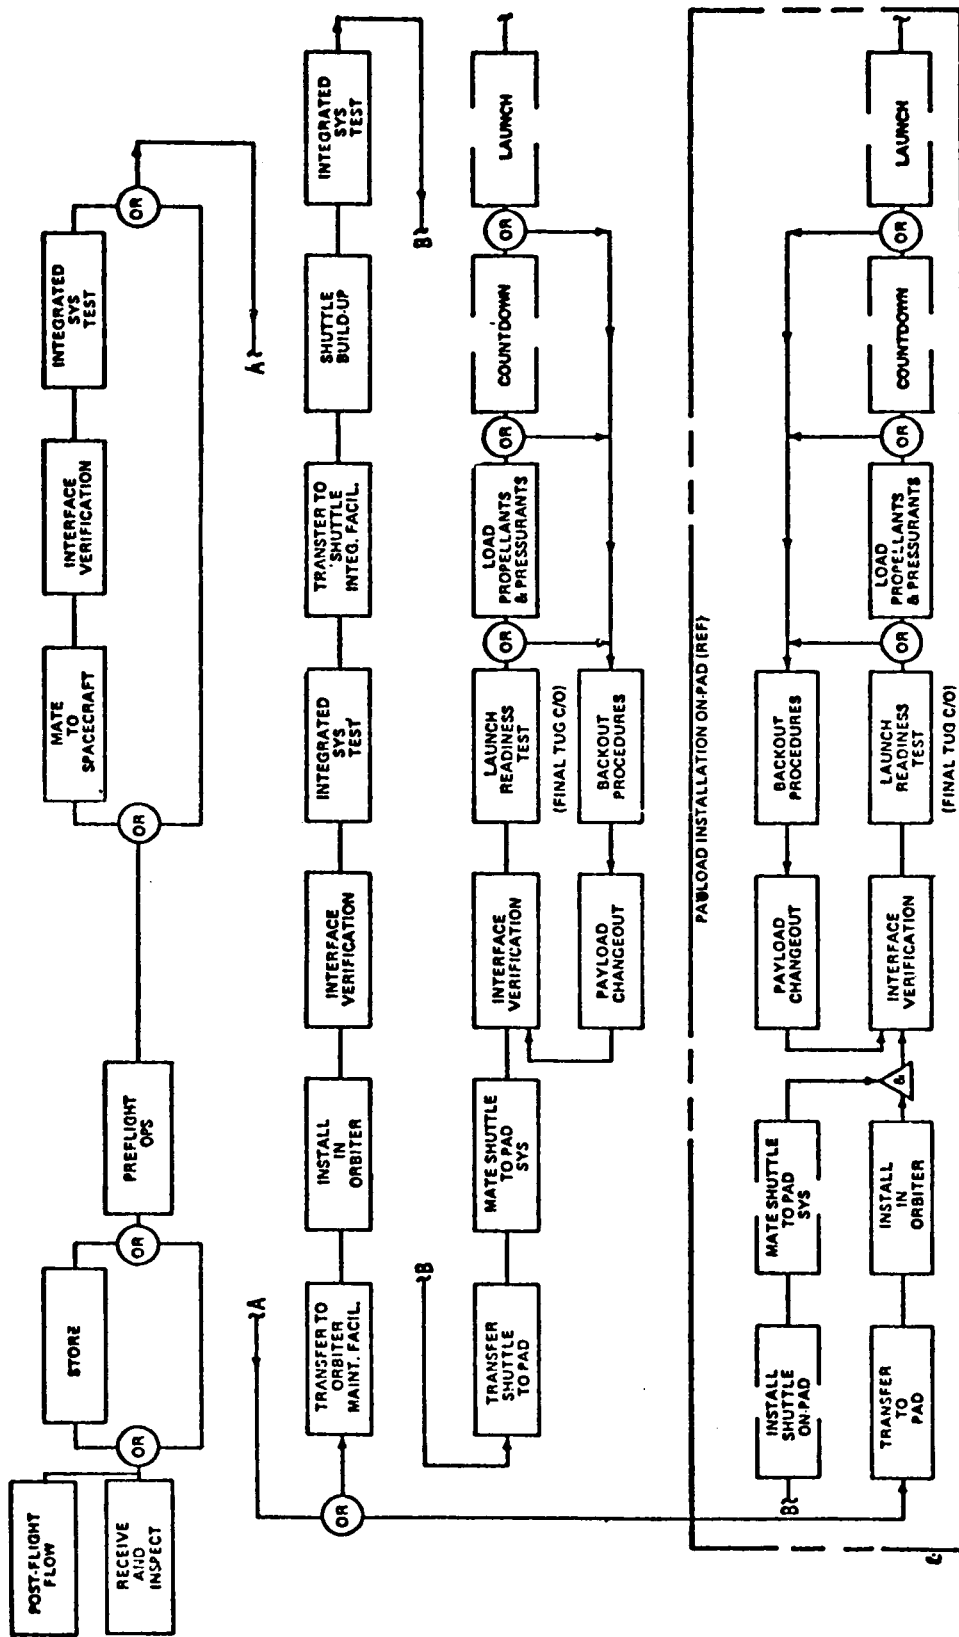 POST-FLIGHT
FLOW
RECEIVE
AND
INSPECT
OR
STORE
OR
PREFLIGHT
OPS
OR
MATE
TO
SPACECRAFT
INTERFACE
VERIFICATION
INTEGRATED
SYS
TEST
OR
A
A
OR
TRANSFER TO
ORBITER
MAINT. FACIL.
INSTALL
IN
ORBITER
INTERFACE
VERIFICATION
INTEGRATED
SYS
TEST
TRANSTER TO
SHUTTLE
INTEG. FACIL.
SHUTTLE
BUILD-UP
INTEGRATED
SYS
TEST
B
B
TRANSFER
SHUTTLE
TO PAD
MATE SHUTTLE
TO PAD
SYS
INTERFACE
VERIFICATION
LAUNCH
READINESS
TEST
OR
LOAD
PROPELLANTS
& PRESSURANTS
OR
COUNTDOWN
OR
LAUNCH
(FINAL TUG C/O)
PAYLOAD
CHANGEOUT
BACKOUT
PROCEDURES
PAYLOAD INSTALLATION ON-PAD (REF)
B
INSTALL
SHUTTLE
ON-PAD
MATE SHUTTLE
TO PAD
SYS
PAYLOAD
CHANGEOUT
BACKOUT
PROCEDURES
TRANSFER
TO
PAD
INSTALL
IN
ORBITER
&
INTERFACE
VERIFICATION
LAUNCH
READINESS
TEST
OR
LOAD
PROPELLANTS
& PRESSURANTS
OR
COUNTDOWN
OR
LAUNCH
(FINAL TUG C/O)